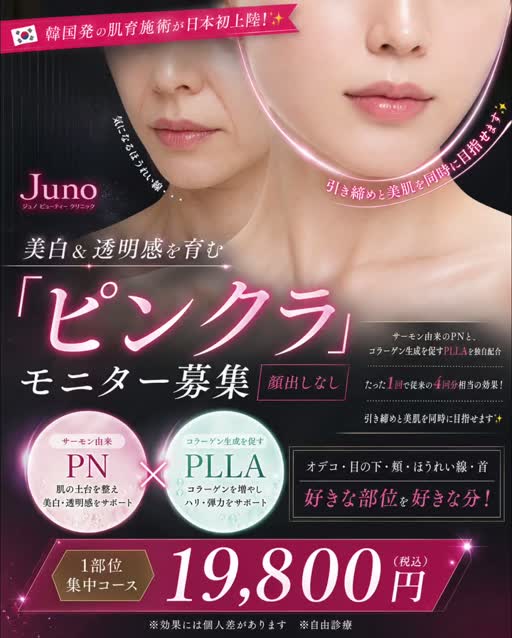 韓国発の肌育施術が日本初上陸!
気になるほうれい線・・・
引き締めと美肌を同時に目指せます
Juno
ジュノ ビューティー クリニック
美白&透明感を育む
「ピンクラ」
モニター募集
顔出しなし
サーモン由来のPNと、
コラーゲン生成を促すPLLAを独自配合
たった1回で従来の4回分相当の効果!
引き締めと美肌を同時に目指せます
サーモン由来
PN
肌の土台を整え
美白・透明感をサポート
×
コラーゲン生成を促す
PLLA
コラーゲンを増やし
ハリ・弾力をサポート
オデコ・目の下・頬・ほうれい線・首
好きな部位を好きな分!
1部位
集中コース
19,800円
(税込)
※効果には個人差があります ※自由診療